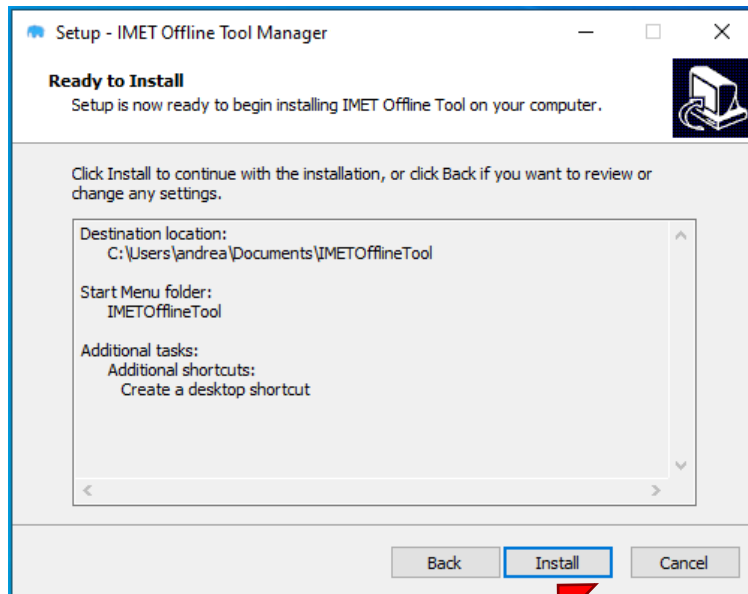 Setup - IMET Offline Tool Manager
Ready to Install
Setup is now ready to begin installing IMET Offline Tool on your computer.
Click Install to continue with the installation, or click Back if you want to review or
change any settings.
Destination location:
C:\Users\andrea\Documents\IMETOfflineTool
Start Menu folder:
IMETOfflineTool
Additional tasks:
Additional shortcuts:
Create a desktop shortcut
Back
Install
Cancel